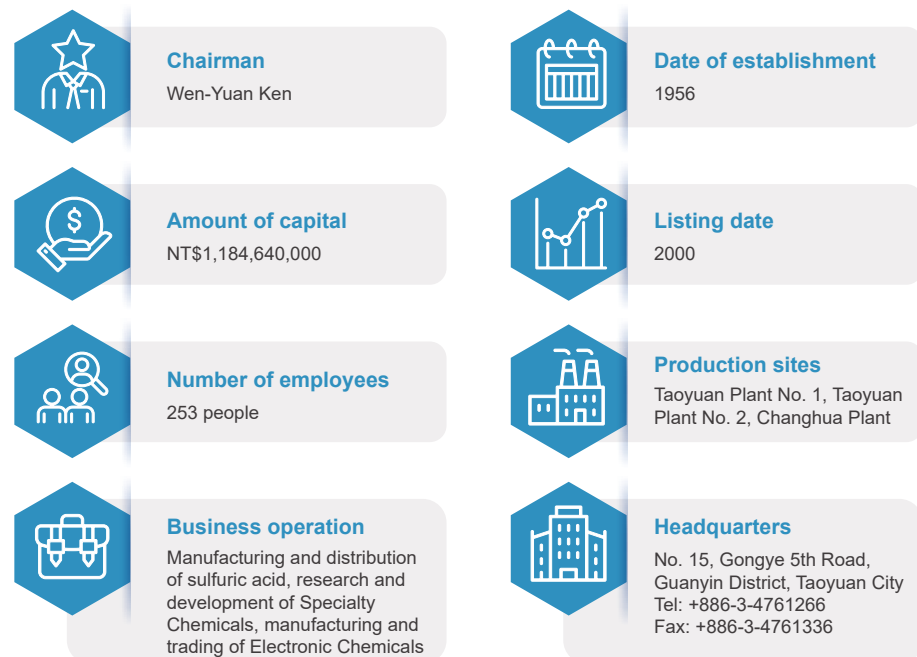 Chairman
Wen-Yuan Ken
Date of establishment
1956
Amount of capital
NT$1,184,640,000
Listing date
2000
Number of employees
253 people
Production sites
Taoyuan Plant No. 1, Taoyuan
Plant No. 2, Changhua Plant
Business operation
Manufacturing and distribution
of sulfuric acid, research and
development of Specialty
Chemicals, manufacturing and
trading of Electronic Chemicals
Headquarters
No. 15, Gongye 5th Road,
Guanyin District, Taoyuan City
Tel: +886-3-4761266
Fax: +886-3-4761336
$